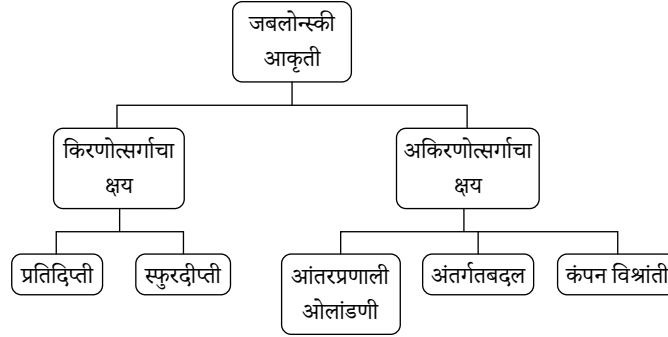 जबलोन्स्की
आकृती
किरणोत्सर्गाचा
क्षय
अकिरणोत्सर्गाचा
क्षय
प्रतिदिप्ती
स्फुरदीप्ती
आंतरप्रणाली
ओलांडणी
अंतर्गतबदल
कंपन विश्रांती